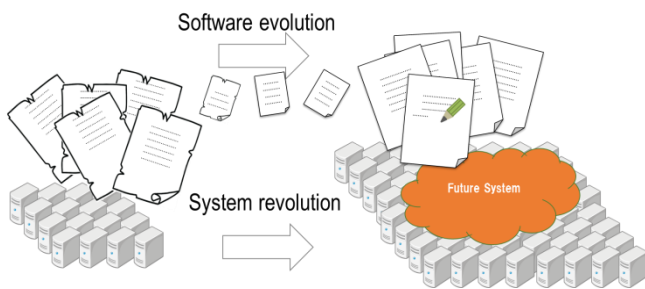 Software evolution
System revolution
Future System